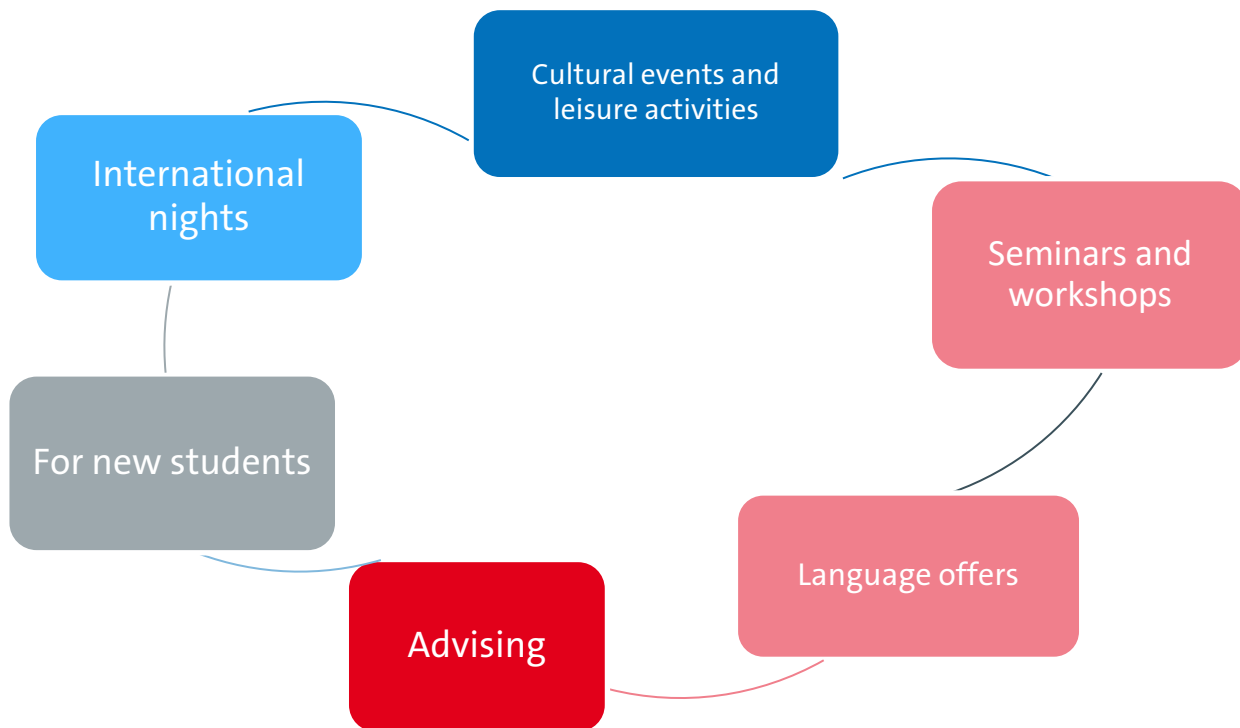 Cultural events and
leisure activities
International
nights
Seminars and
workshops
For new students
Language offers
Advising